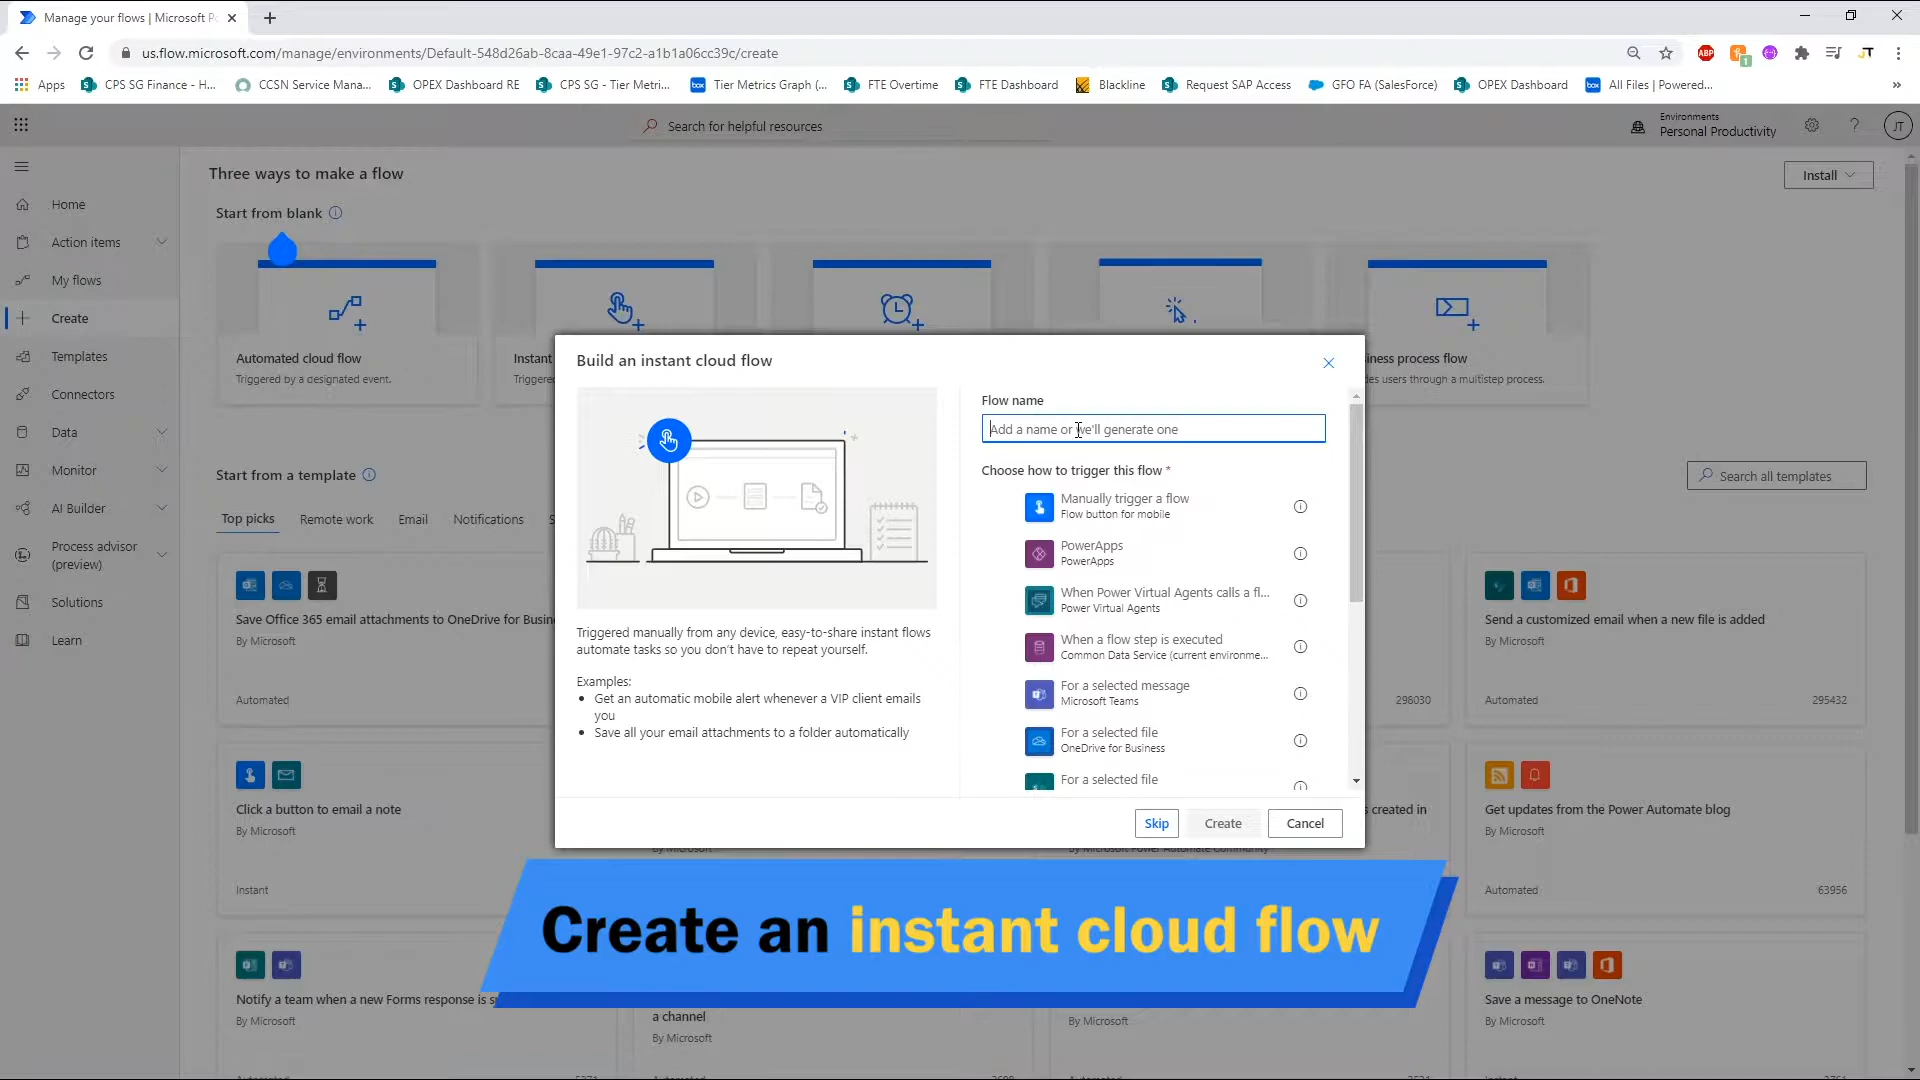 Manage your flows | Microsoft P
us.flow.microsoft.com/manage/environments/Default-548d26ab-8caa-49e1-97c2-a1b1a06cc39c/create
ABP
1
Apps
CPS SG Finance - H...
CCSN Service Mana...
OPEX Dashboard RE
CPS SG - Tier Metri...
box
Tier Metrics Graph (...
FTE Overtime
FTE Dashboard
Blackline
Request SAP Access
GFO FA (SalesForce)
OPEX Dashboard
box
All Files | Powered...
Search for helpful resources
Environments
Personal Productivity
JT
Three ways to make a flow
Install
Home
Action items
My flows
Create
Templates
Connectors
Data
Monitor
AI Builder
Process advisor
(preview)
Solutions
Learn
Start from blank
Automated cloud flow
Triggered by a designated event.
Instant
Triggere
iness process flow
des users through a multistep process.
Start from a template
Search all templates
Top picks
Remote work
Email
Notifications
S
Save Office 365 email attachments to OneDrive for Busin
By Microsoft
Automated
298030
Send a customized email when a new file is added
By Microsoft
Automated
295432
Click a button to email a note
By Microsoft
Instant
s created in
Get updates from the Power Automate blog
By Microsoft
Automated
63956
By Microsoft
By Microsoft Power Automate Community
Notify a team when a new Forms response is s
By Microsoft
a channel
By Microsoft
By Microsoft
Save a message to OneNote
By Microsoft
Build an instant cloud flow
Triggered manually from any device, easy-to-share instant flows
automate tasks so you don't have to repeat yourself.
Examples:
• Get an automatic mobile alert whenever a VIP client emails
you
• Save all your email attachments to a folder automatically
Flow name
Add a name or we'll generate one
Choose how to trigger this flow *
Manually trigger a flow
Flow button for mobile
PowerApps
PowerApps
When Power Virtual Agents calls a fl...
Power Virtual Agents
When a flow step is executed
Common Data Service (current environme...
For a selected message
Microsoft Teams
For a selected file
OneDrive for Business
For a selected file
Skip
Create
Cancel
Create an instant cloud flow